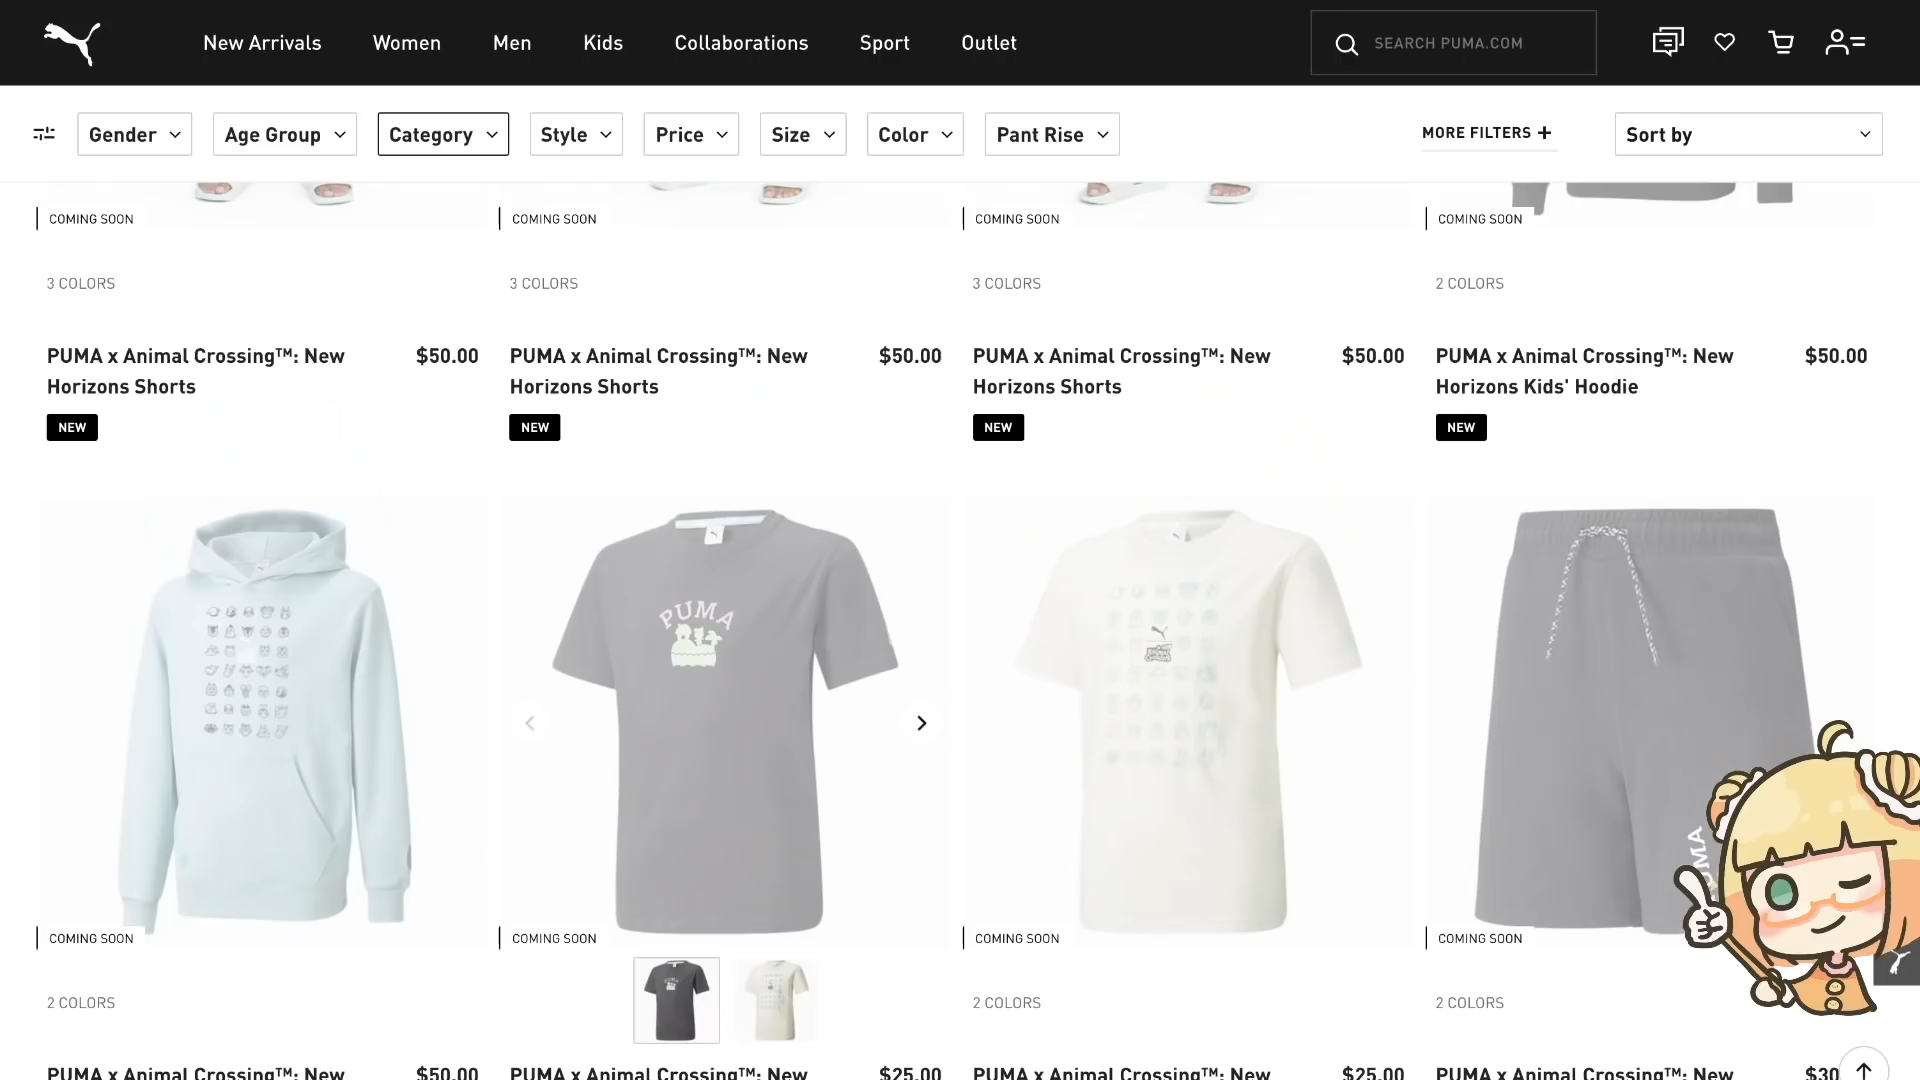 New Arrivals Women Men Kids Collaborations Sport Outlet SEARCH PUMA.COM
Gender Age Group Category Style Price Size Color Pant Rise MORE FILTERS + Sort by
COMING SOON COMING SOON COMING SOON COMING SOON
3 COLORS 3 COLORS 3 COLORS 2 COLORS
PUMA x Animal Crossing™: New $50.00 PUMA x Animal Crossing™: New $50.00 PUMA x Animal Crossing™: New $50.00 PUMA x Animal Crossing™: New $50.00
Horizons Shorts Horizons Shorts Horizons Shorts Horizons Kids' Hoodie
NEW NEW NEW NEW
PUMA
COMING SOON COMING SOON COMING SOON COMING SOON
2 COLORS 2 COLORS 2 COLORS
PUMA x Animal Crossing™: New $50.00 PUMA x Animal Crossing™: New $25.00 PUMA x Animal Crossing™: New $25.00 PUMA x Animal Crossing™: New $30